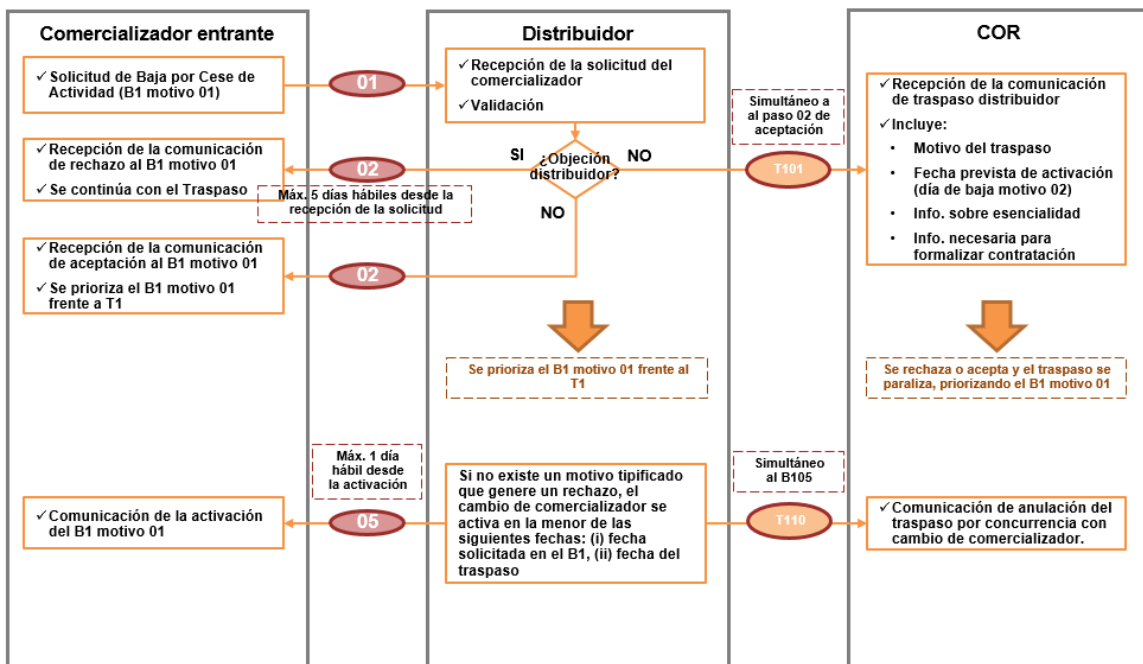 Comercializador entrante
✓Solicitud de Baja por Cese de
Actividad (B1 motivo 01)
01
✓Recepción de la comunicación
de rechazo al B1 motivo 01
✓Se continúa con el Traspaso
02
Máx. 5 días hábiles desde la
recepción de la solicitud
✓Recepción de la comunicación
de aceptación al B1 motivo 01
✓Se prioriza el B1 motivo 01
frente a T1
02
Distribuidor
✓Recepción de la solicitud del
comercializador
✓Validación
SI
¿Objeción
distribuidor?
NO
NO
Simultáneo a
al paso 02 de
aceptación
T101
COR
✓Recepción de la comunicación
de traspaso distribuidor
✓Incluye:
• Motivo del traspaso
• Fecha prevista de activación
(día de baja motivo 02)
• Info. sobre esencialidad
• Info. necesaria para
formalizar contratación
Se prioriza el B1 motivo 01 frente al
T1
Se rechaza o acepta y el traspaso se
paraliza, priorizando el B1 motivo 01
✓Comunicación de la activación
del B1 motivo 01
Máx. 1 día
hábil desde
la activación
05
Si no existe un motivo tipificado
que genere un rechazo, el
cambio de comercializador se
activa en la menor de las
siguientes fechas: (i) fecha
solicitada en el B1, (ii) fecha del
traspaso
Simultáneo
al B105
T110
✓Comunicación de anulación del
traspaso por concurrencia con
cambio de comercializador.